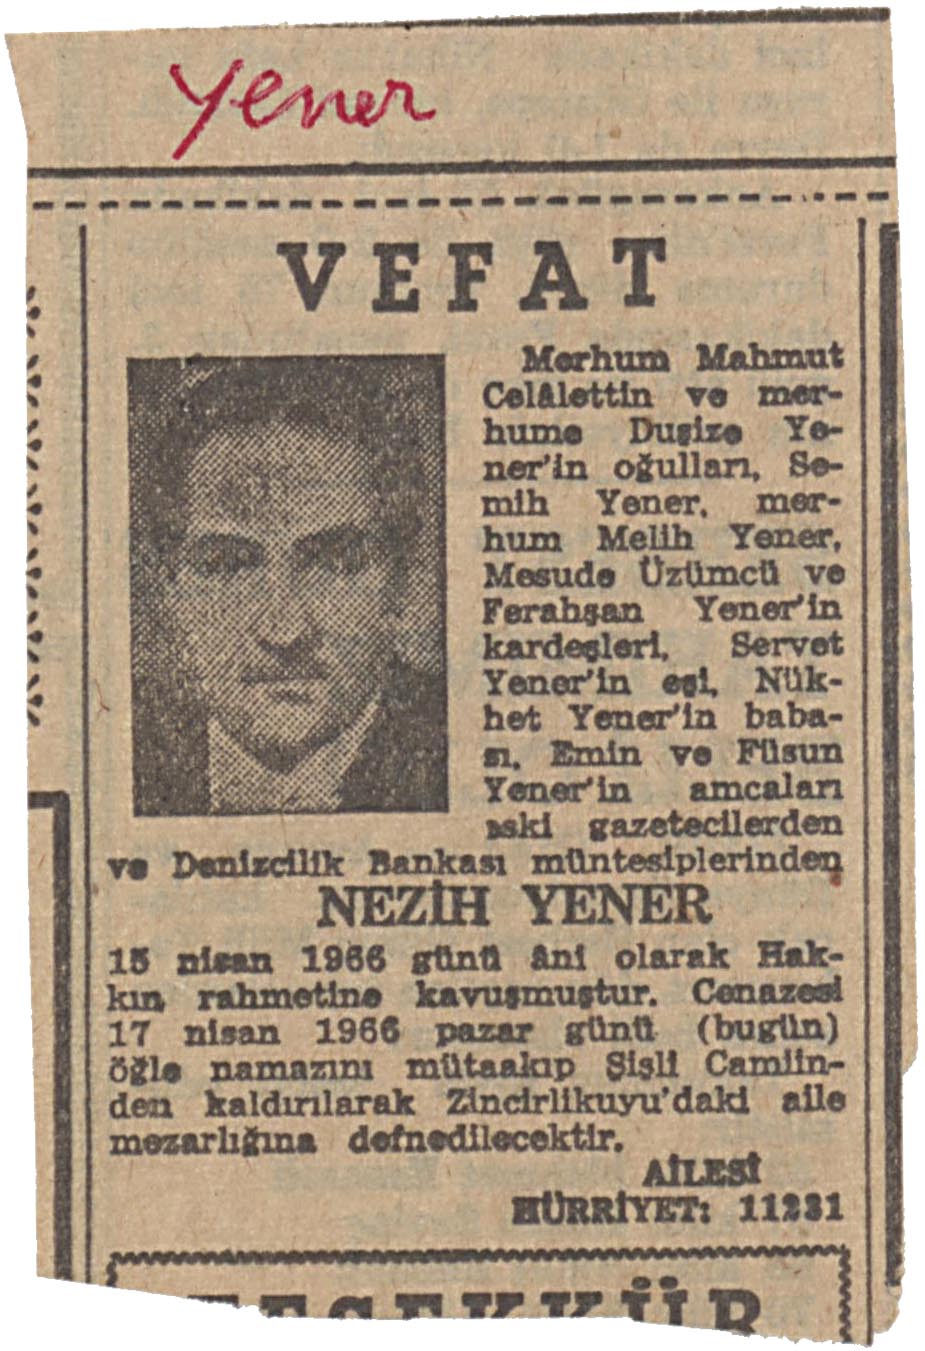 Yener
VEFAT
Merhum Mahmut
Celâlettin ve mer-
hume Duşize Ye-
ner'in oğulları, Se-
mih Yener, mer-
hum Melih Yener,
Mesude Üzümcü ve
Ferahşan Yener'in
kardeşleri, Servet
Yener'in eşi, Nük-
het Yener'in baba-
sı, Emin ve Füsun
Yener'in amcaları
eski gazetecilerden
ve Denizcilik Bankası müntesiplerinden
NEZİH YENER
15 nisan 1966 günü âni olarak Hak-
kın rahmetine kavuşmuştur. Cenazesi
17 nisan 1966 pazar günü (bugün)
öğle namazını mütaakıp Şişli Camiin-
den kaldırılarak Zincirlikuyu'daki aile
mezarlığına defnedilecektir.
AİLESİ
HÜRRİYET: 11231
TEŞEKKÜR